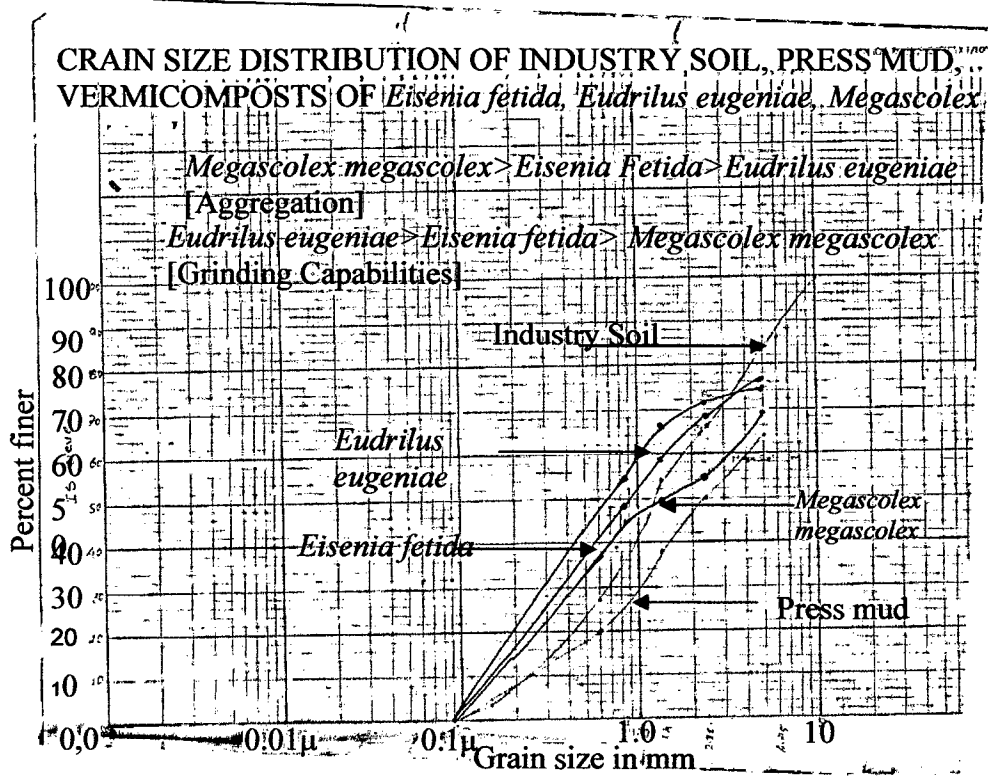 CRAIN SIZE DISTRIBUTION OF INDUSTRY SOIL, PRESS MUD,
VERMICOMPOSTS OF Eisenia fetida, Eudrilus eugeniae, Megascolex
Megascolex megascolex>Eisenia Fetida>Eudrilus eugeniae
[Aggregation]
Eudrilus eugeniae>Eisenia fetida> Megascolex megascolex
[Grinding Capabilities]
100
90
80
70
60
5
0
40
30
20
10
0,0
Percent finer
Industry Soil
Eudrilus
eugeniae
Megascolex
megascolex
Eisenia fetida
Press mud
0.01µ
0.1µ
1.0
10
Grain size in mm